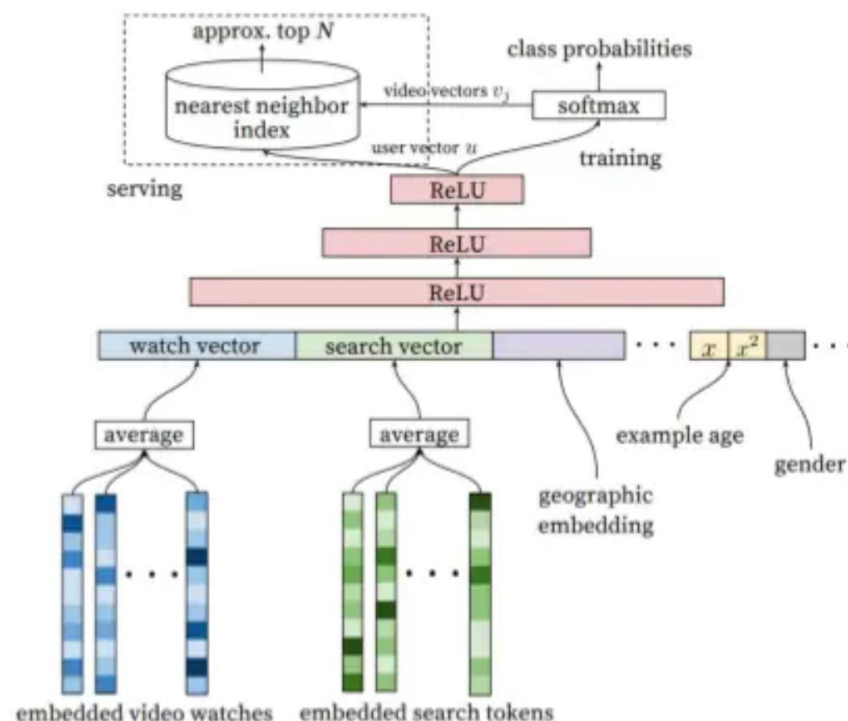 approx. top N
class probabilities
nearest neighbor
index
video vectors vⱼ
softmax
user vector u
training
serving
ReLU
ReLU
ReLU
watch vector
search vector
. . .
x
x²
. . .
average
average
example age
gender
geographic
embedding
. . .
. . .
embedded video watches
embedded search tokens